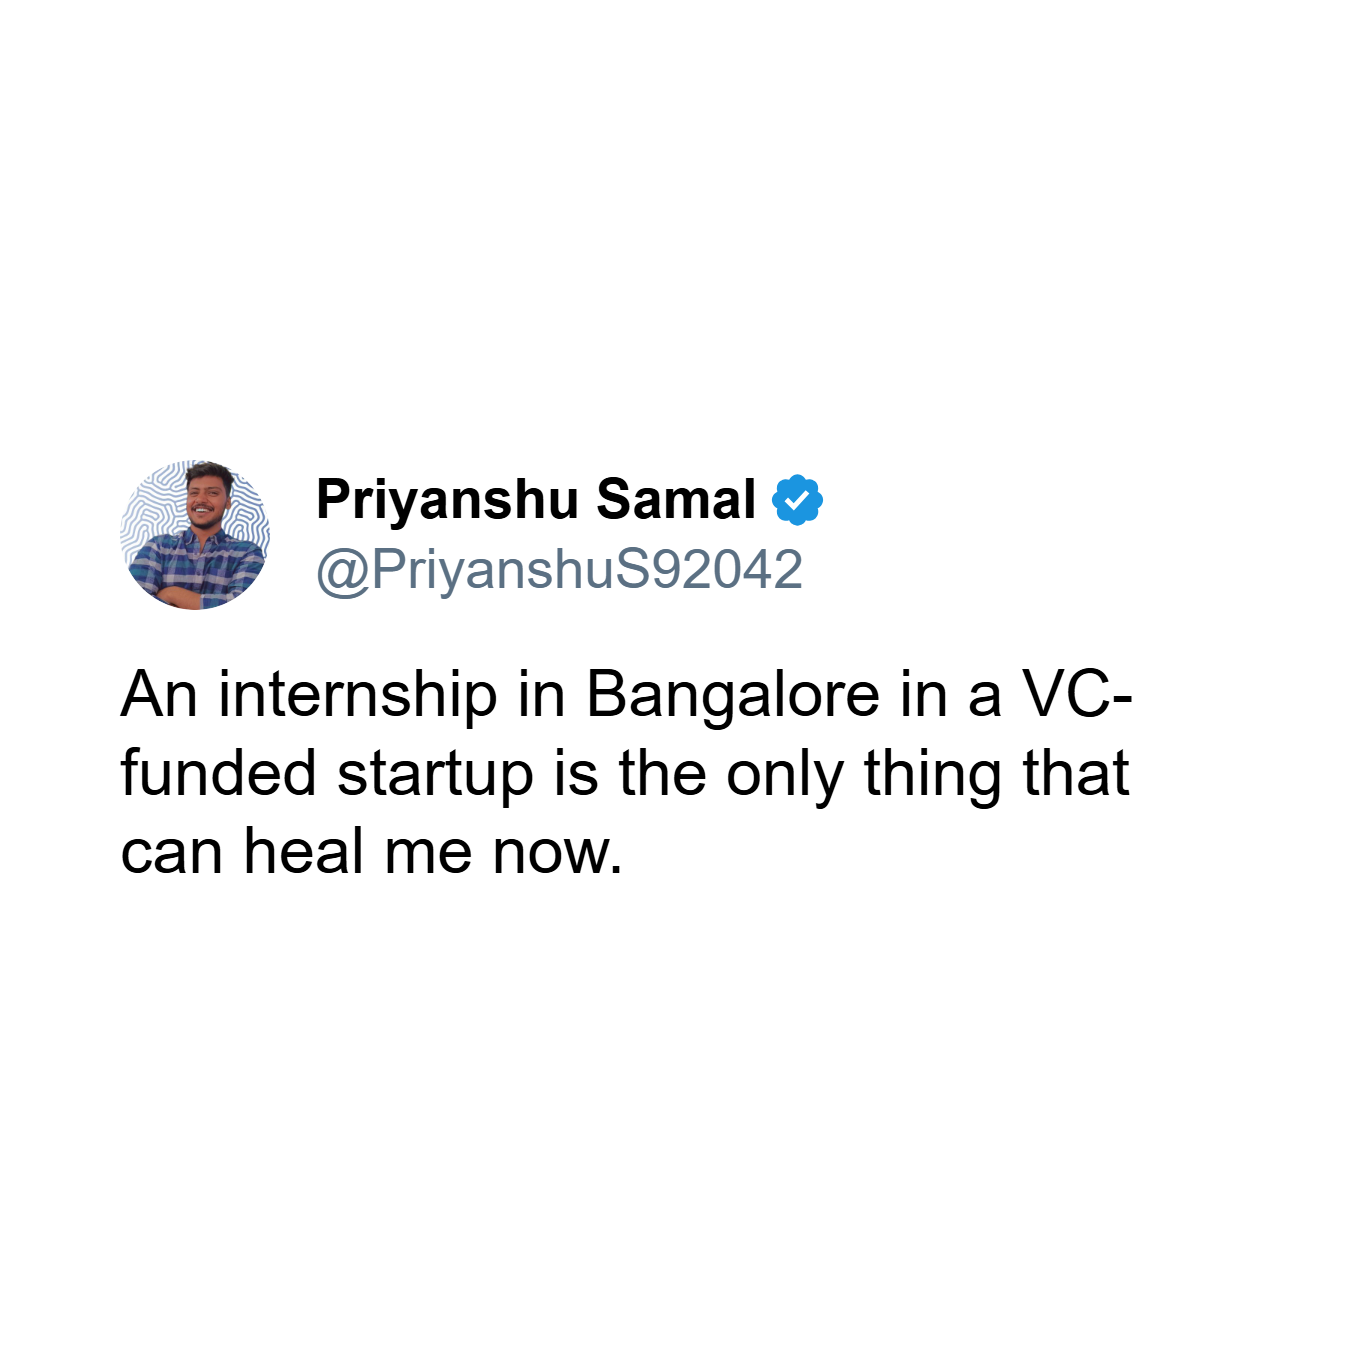 Priyanshu Samal
@PriyanshuS92042
An internship in Bangalore in a VC-
funded startup is the only thing that
can heal me now.